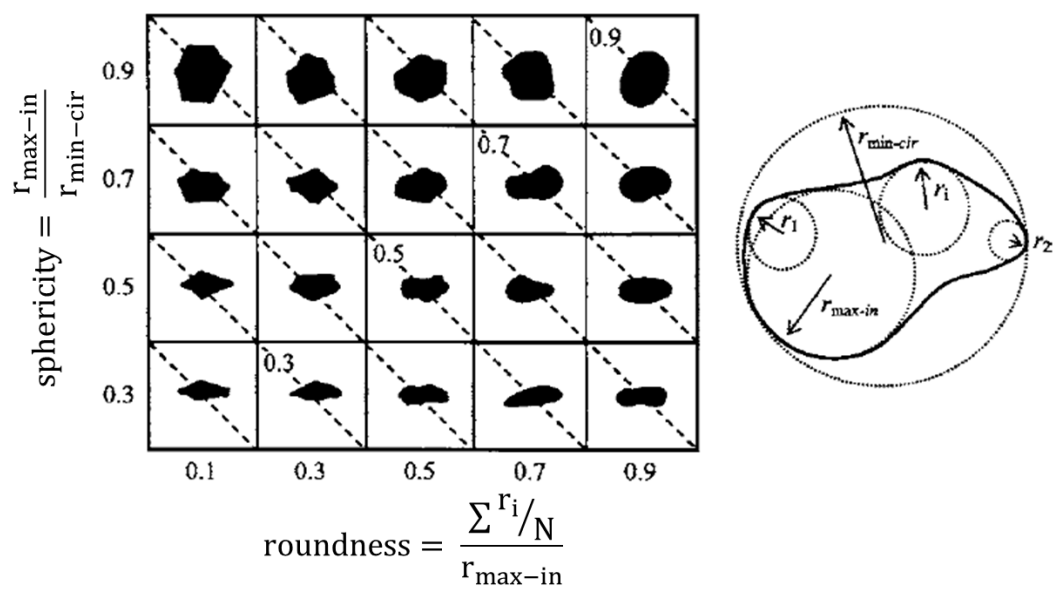 sphericity = r_max−in / r_min−cir
0.9
0.7
0.5
0.3
0.9
0.7
0.5
0.3
0.1 0.3 0.5 0.7 0.9
roundness = ∑ r_i/N / r_max−in
r_min-cir
r_i
r_1
r_2
r_max-in